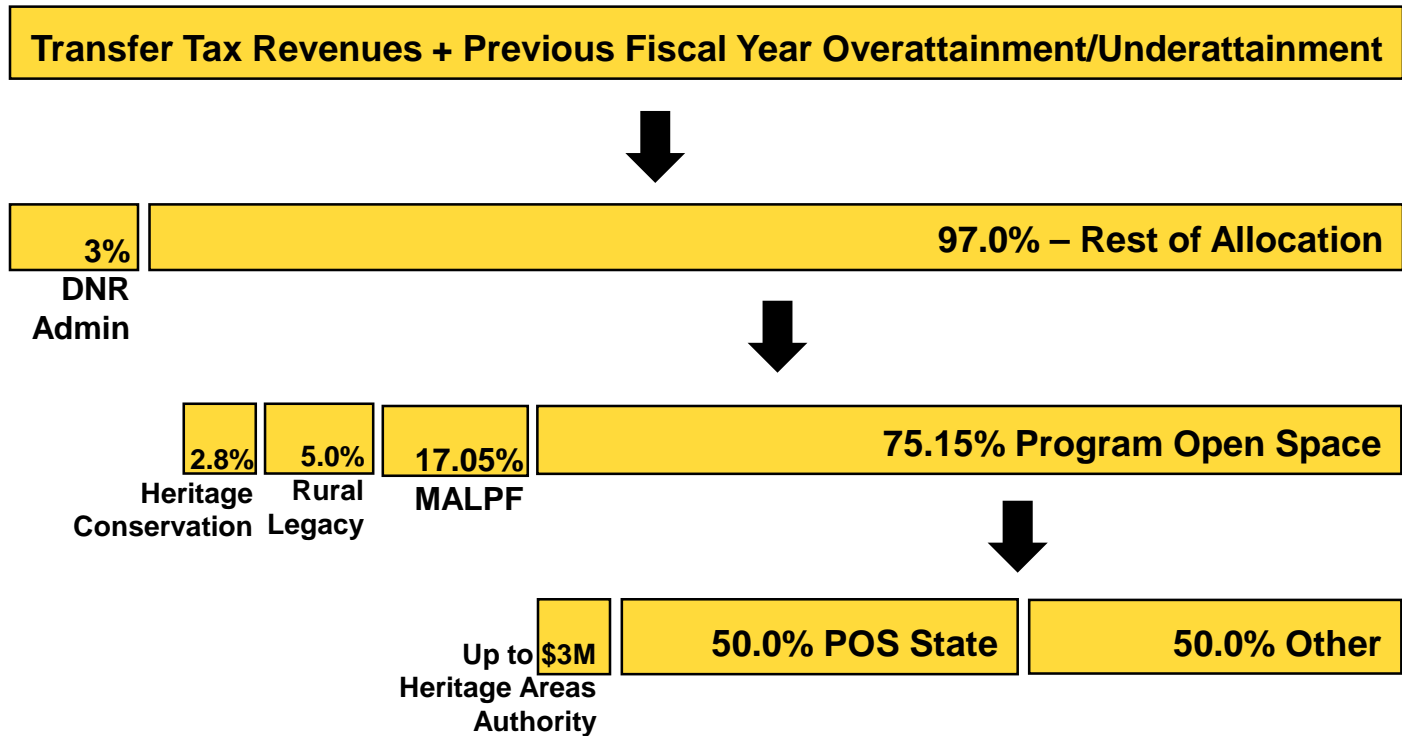 Transfer Tax Revenues + Previous Fiscal Year Overattainment/Underattainment
3%
DNR
Admin
97.0% – Rest of Allocation
2.8%
Heritage
Conservation
5.0%
Rural
Legacy
17.05%
MALPF
75.15% Program Open Space
Up to $3M
Heritage Areas
Authority
50.0% POS State
50.0% Other